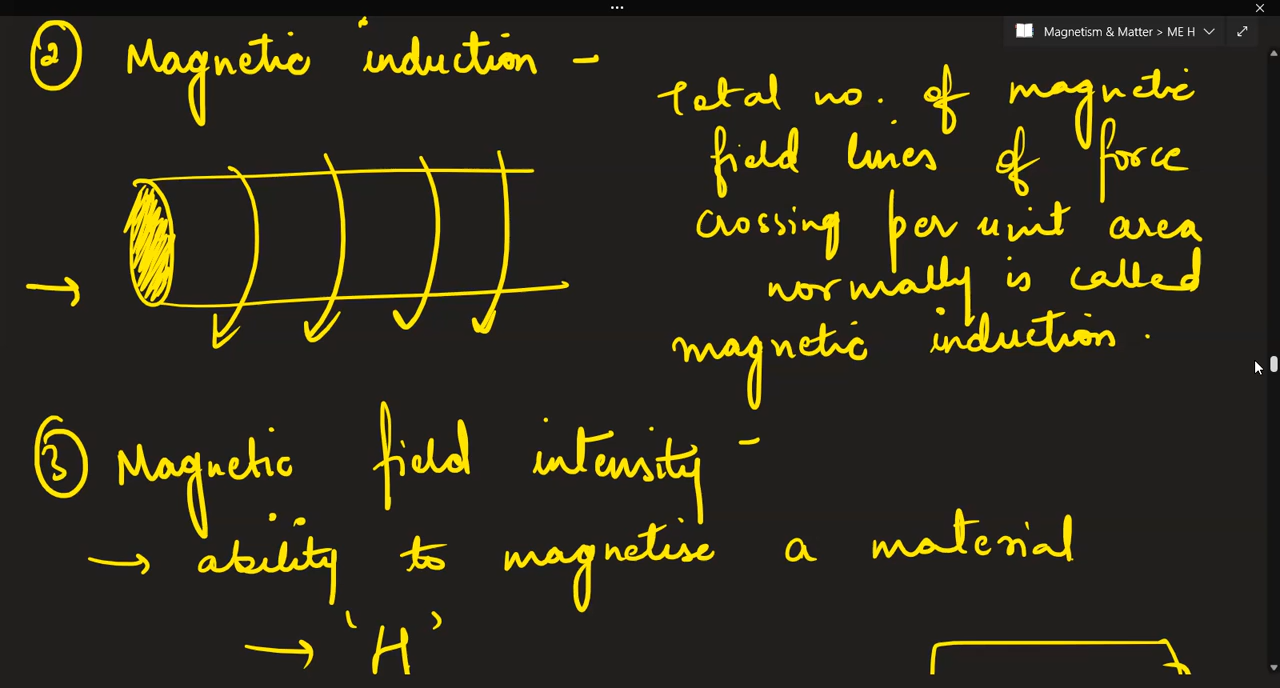 Magnetism & Matter > ME H
② Magnetic induction -
Total no. of magnetic
field lines of force
crossing per unit area
normally is called
magnetic induction.
③ Magnetic field intensity -
→ ability to magnetise a material
→ 'H'